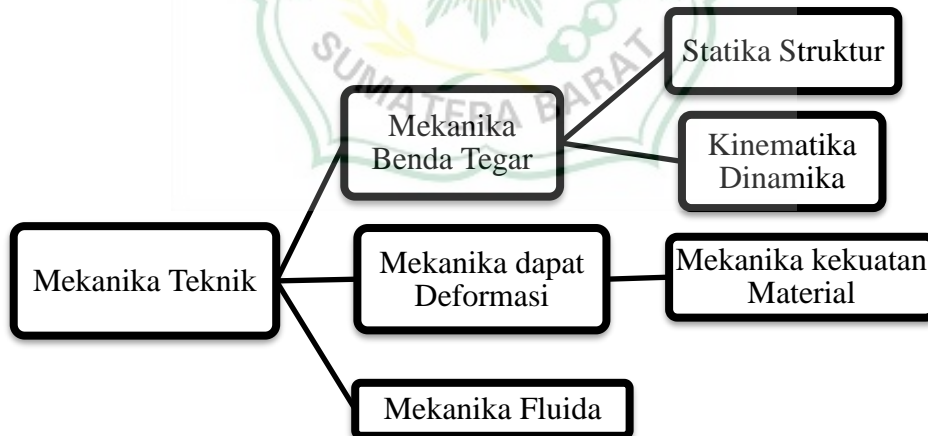 SUMATERA BARAT
Statika Struktur
Mekanika
Benda Tegar
Kinematika
Dinamika
Mekanika Teknik
Mekanika dapat
Deformasi
Mekanika kekuatan
Material
Mekanika Fluida